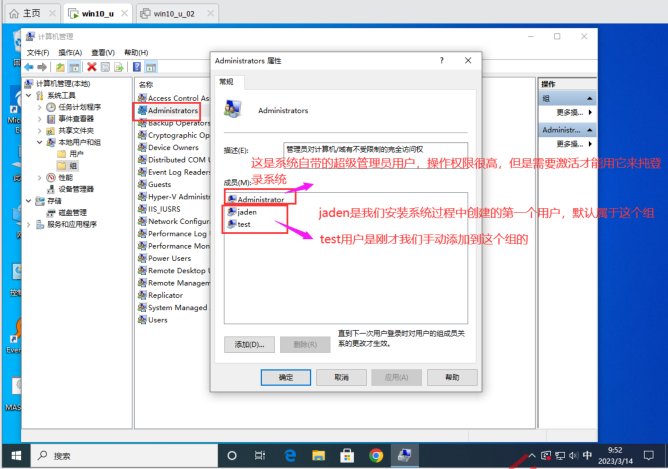 主页
win10_u
win10_u_02
计算机管理
文件(F) 操作(A) 查看(V) 帮助(H)
计算机管理(本地)
系统工具
任务计划程序
事件查看器
共享文件夹
本地用户和组
用户
组
性能
设备管理器
存储
磁盘管理
服务和应用程序
名称
Access Control As
Administrators
Backup Operators
Cryptographic Op
Device Owners
Distributed COM U
Event Log Readers
Guests
Hyper-V Administr
IIS_IUSRS
Network Configura
Performance Log
Performance Mon
Power Users
Remote Desktop U
Remote Managem
Replicator
System Managed
Users
Administrators 属性
常规
Administrators
描述(E):
管理员对计算机/域有不受限制的完全访问权
这是系统自带的超级管理员用户，操作权限很高，但是需要激活才能用它来登
录系统
成员(M):
Administrator
jaden
test
jaden是我们安装系统过程中创建的第一个用户，默认属于这个组
test用户是刚才我们手动添加到这个组的
直到下一次用户登录时对用户的组成员关
系的更改才生效。
添加(D)...
删除(R)
确定
取消
应用(A)
帮助
操作
组
更多操...
Administr...
更多操...
搜索
中
9:52
2023/3/14